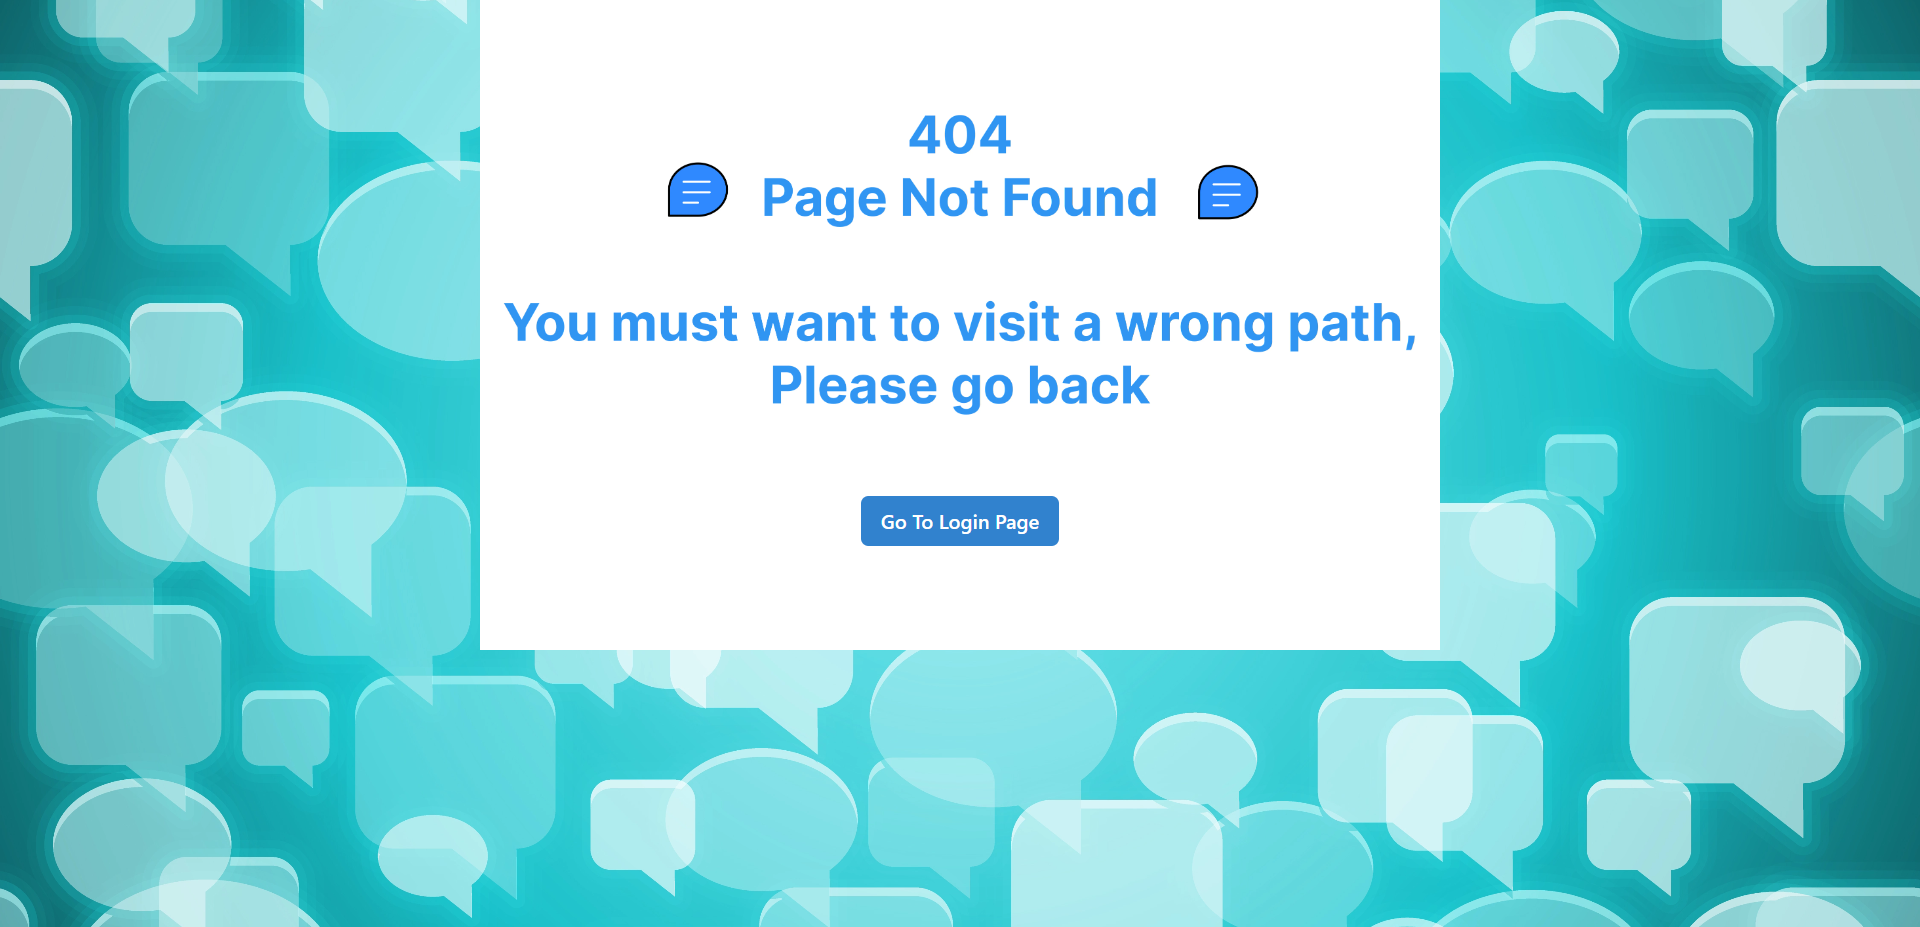 404
Page Not Found
You must want to visit a wrong path,
Please go back
Go To Login Page